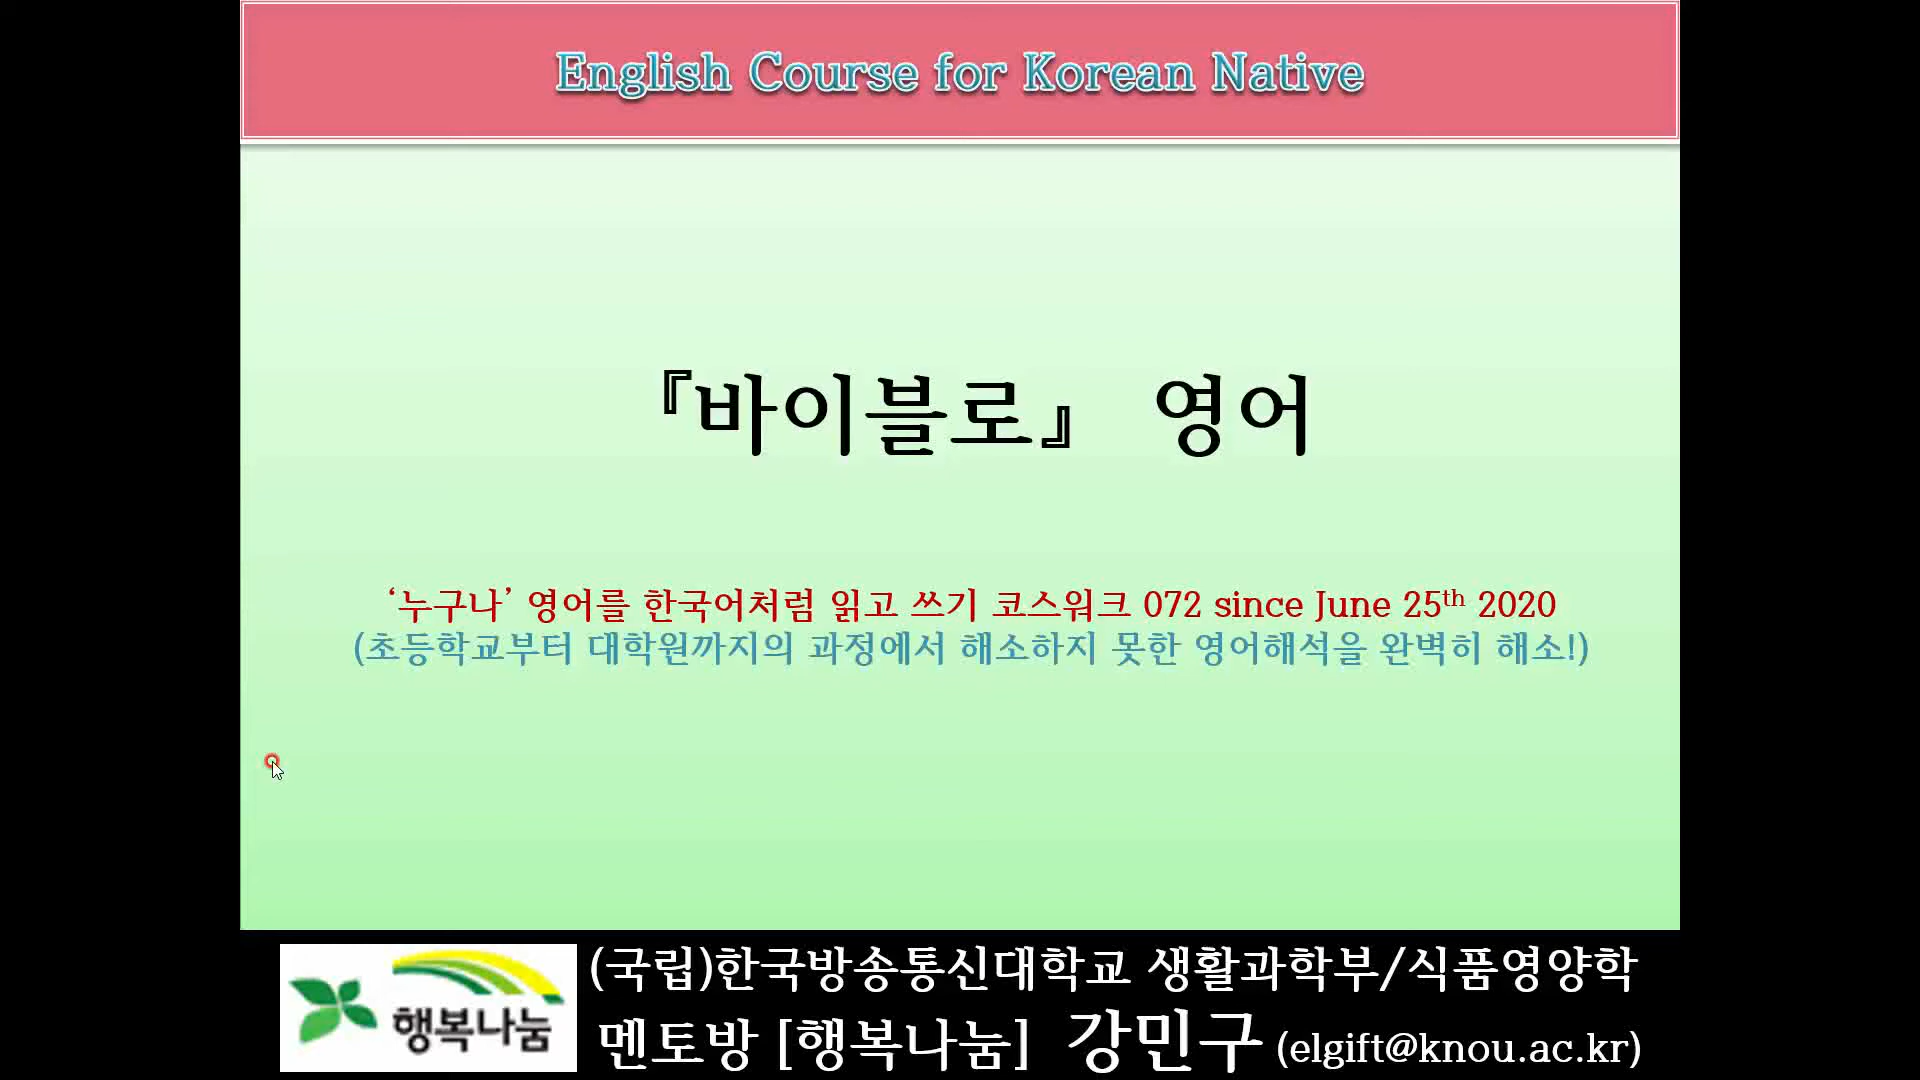 English Course for Korean Native
『바이블로』 영어
‘누구나’ 영어를 한국어처럼 읽고 쓰기 코스워크 072 since June 25th 2020
(초등학교부터 대학원까지의 과정에서 해소하지 못한 영어해석을 완벽히 해소!)
행복나눔
(국립)한국방송통신대학교 생활과학부/식품영양학
멘토방 [행복나눔] 강민구 (elgift@knou.ac.kr)